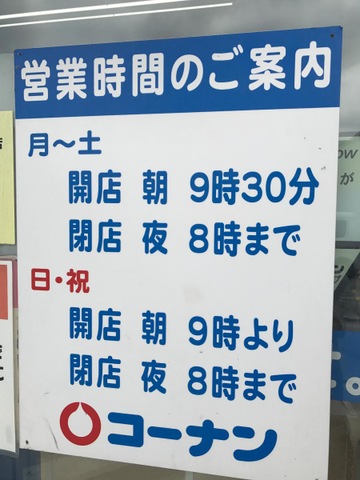 営業時間のご案内
月〜土
開店 朝 9時30分
閉店 夜 8時まで
日・祝
開店 朝 9時より
閉店 夜 8時まで
コーナン